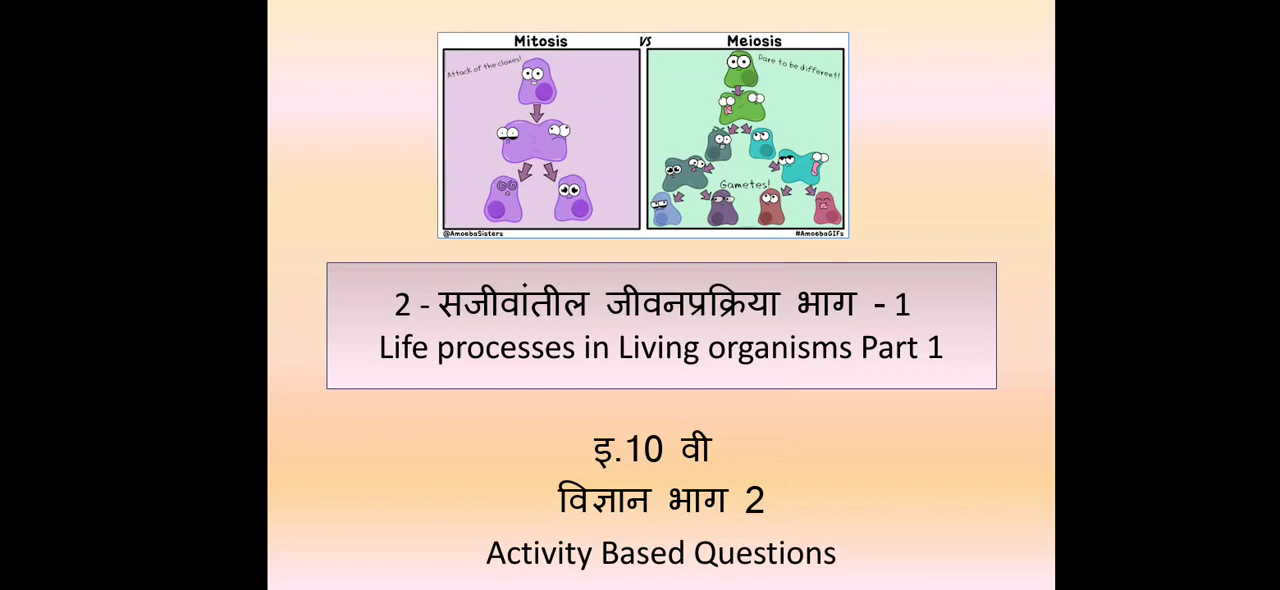 Mitosis VS Meiosis
Attack of the clones!
Dare to be different!
Gametes!
@AmoebaSisters
#AmoebaGIFs
2 - सजीवांतील जीवनप्रक्रिया भाग - 1
Life processes in Living organisms Part 1
इ.10 वी
विज्ञान भाग 2
Activity Based Questions